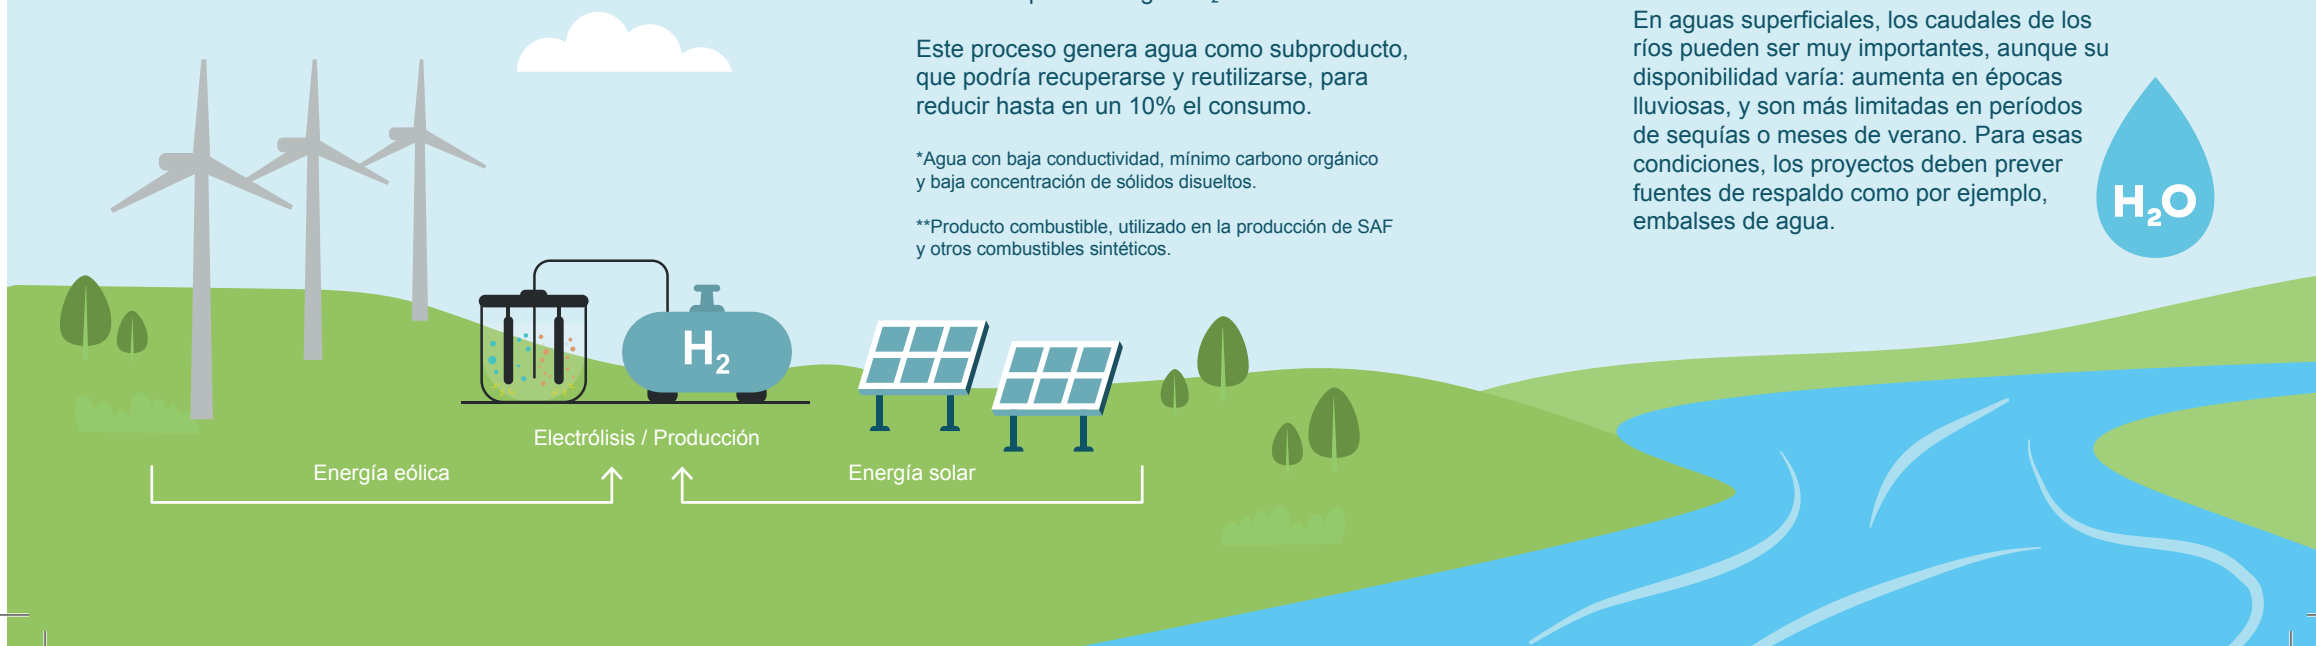 Este proceso genera agua como subproducto,
que podría recuperarse y reutilizarse, para
reducir hasta en un 10% el consumo.
*Agua con baja conductividad, mínimo carbono orgánico
y baja concentración de sólidos disueltos.
**Producto combustible, utilizado en la producción de SAF
y otros combustibles sintéticos.
En aguas superficiales, los caudales de los
ríos pueden ser muy importantes, aunque su
disponibilidad varía: aumenta en épocas
lluviosas, y son más limitadas en períodos
de sequías o meses de verano. Para esas
condiciones, los proyectos deben prever
fuentes de respaldo como por ejemplo,
embalses de agua.
H₂O
H₂
Electrólisis / Producción
Energía eólica
Energía solar